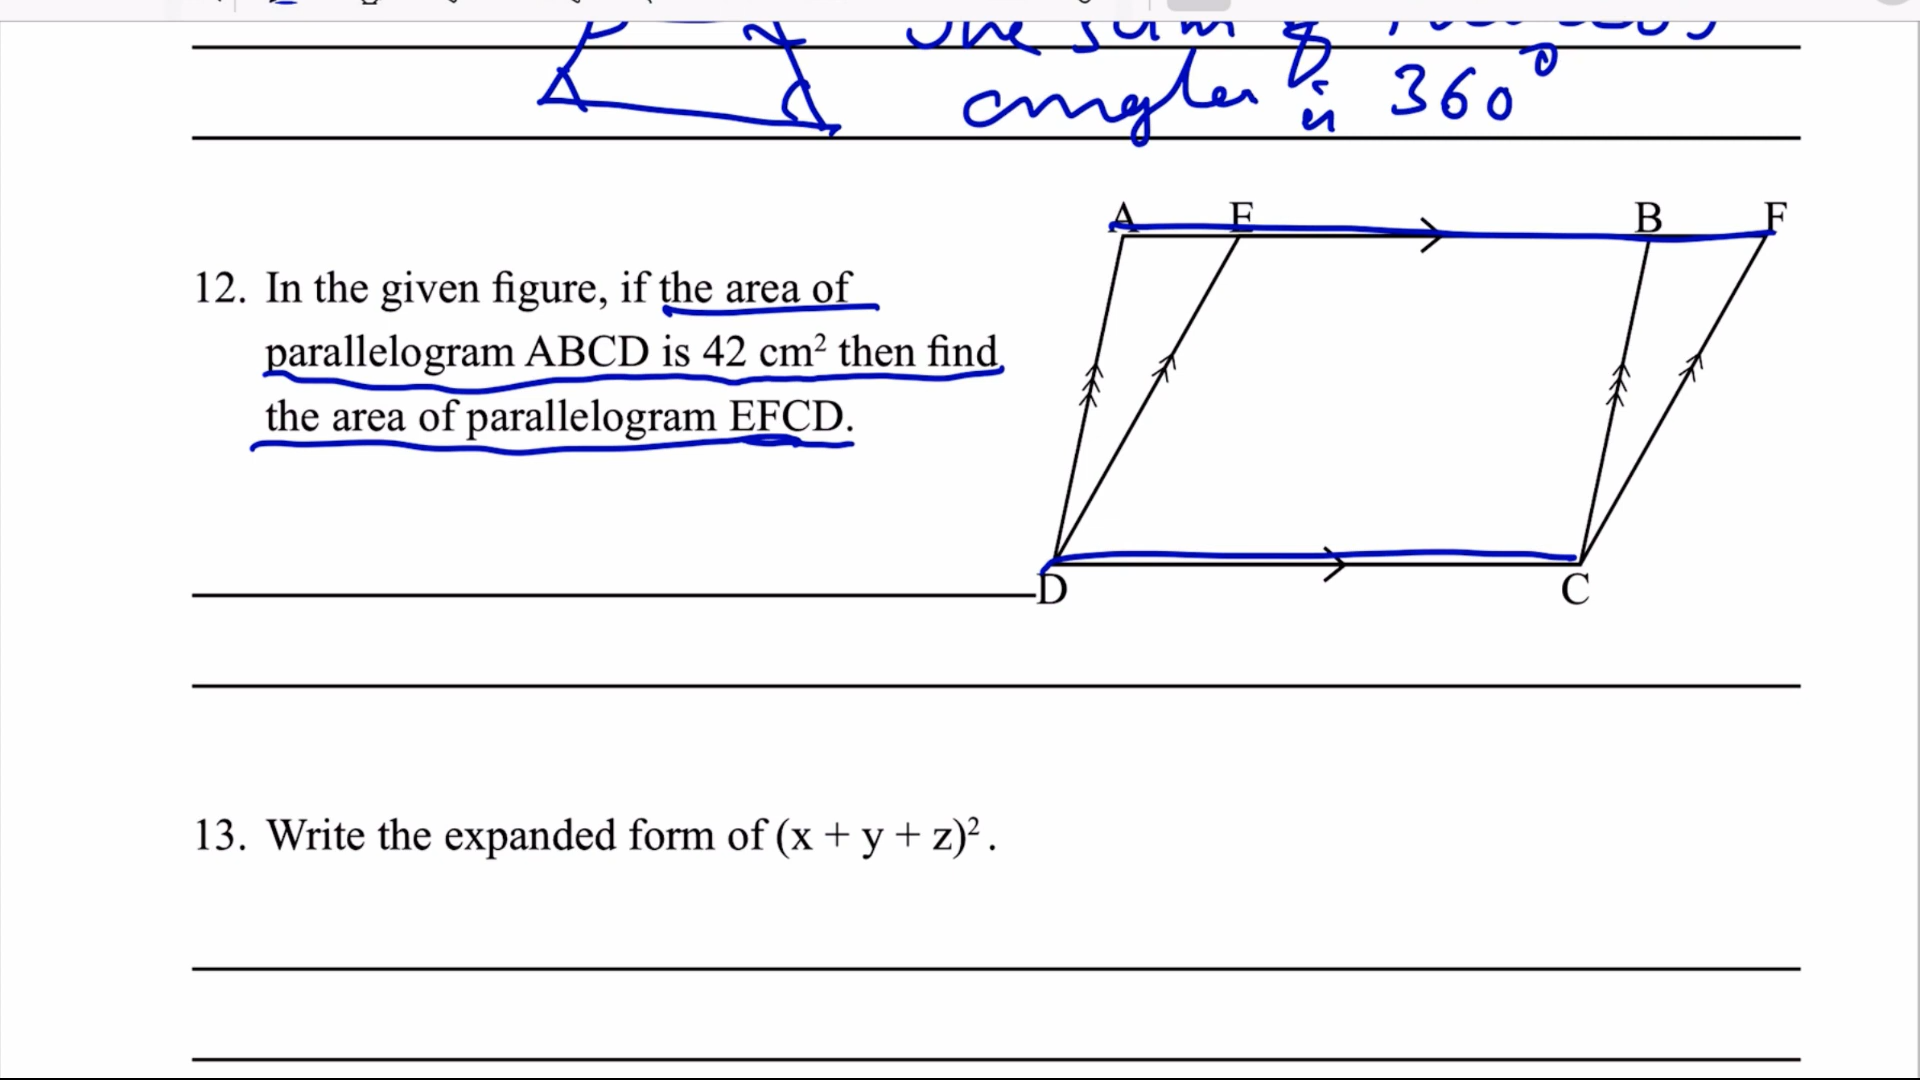 angles is 360°
A E B F
12. In the given figure, if the area of
parallelogram ABCD is 42 cm² then find
the area of parallelogram EFCD.
D C
13. Write the expanded form of (x + y + z)².